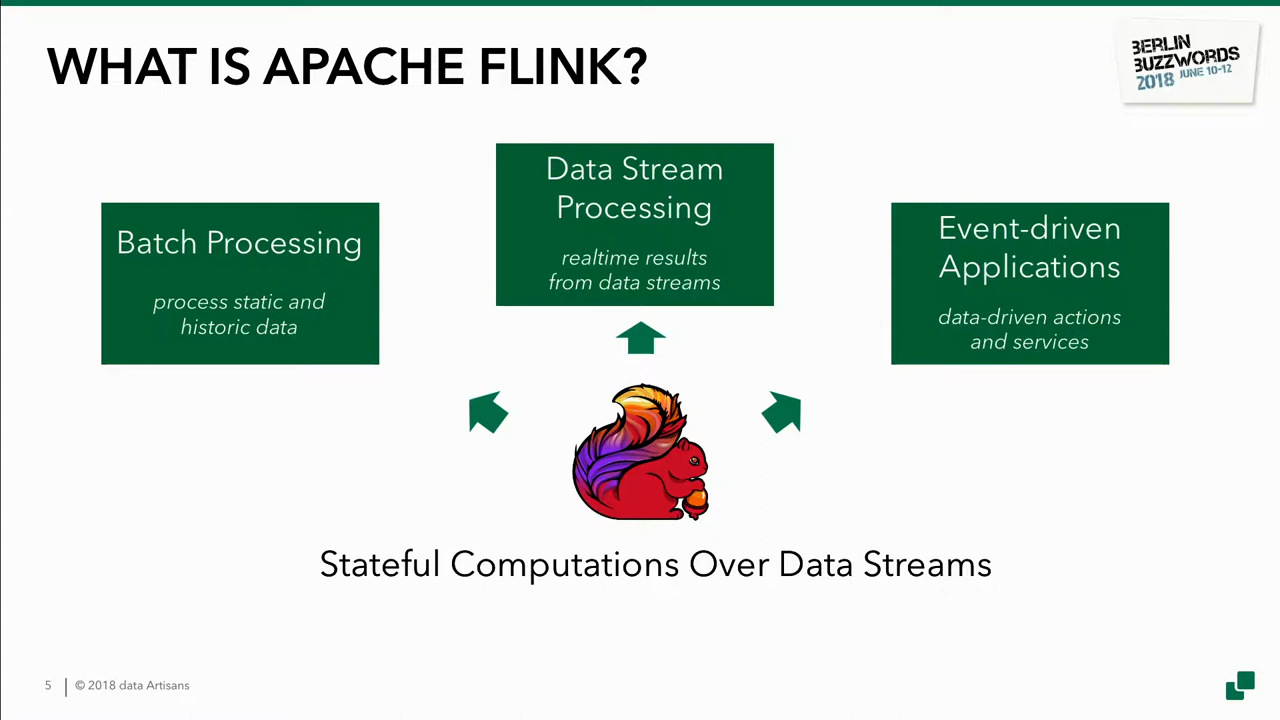 WHAT IS APACHE FLINK?
BERLIN
BUZZWORDS
2018 JUNE 10-12
Batch Processing
process static and
historic data
Data Stream
Processing
realtime results
from data streams
Event-driven
Applications
data-driven actions
and services
Stateful Computations Over Data Streams
5 | © 2018 data Artisans